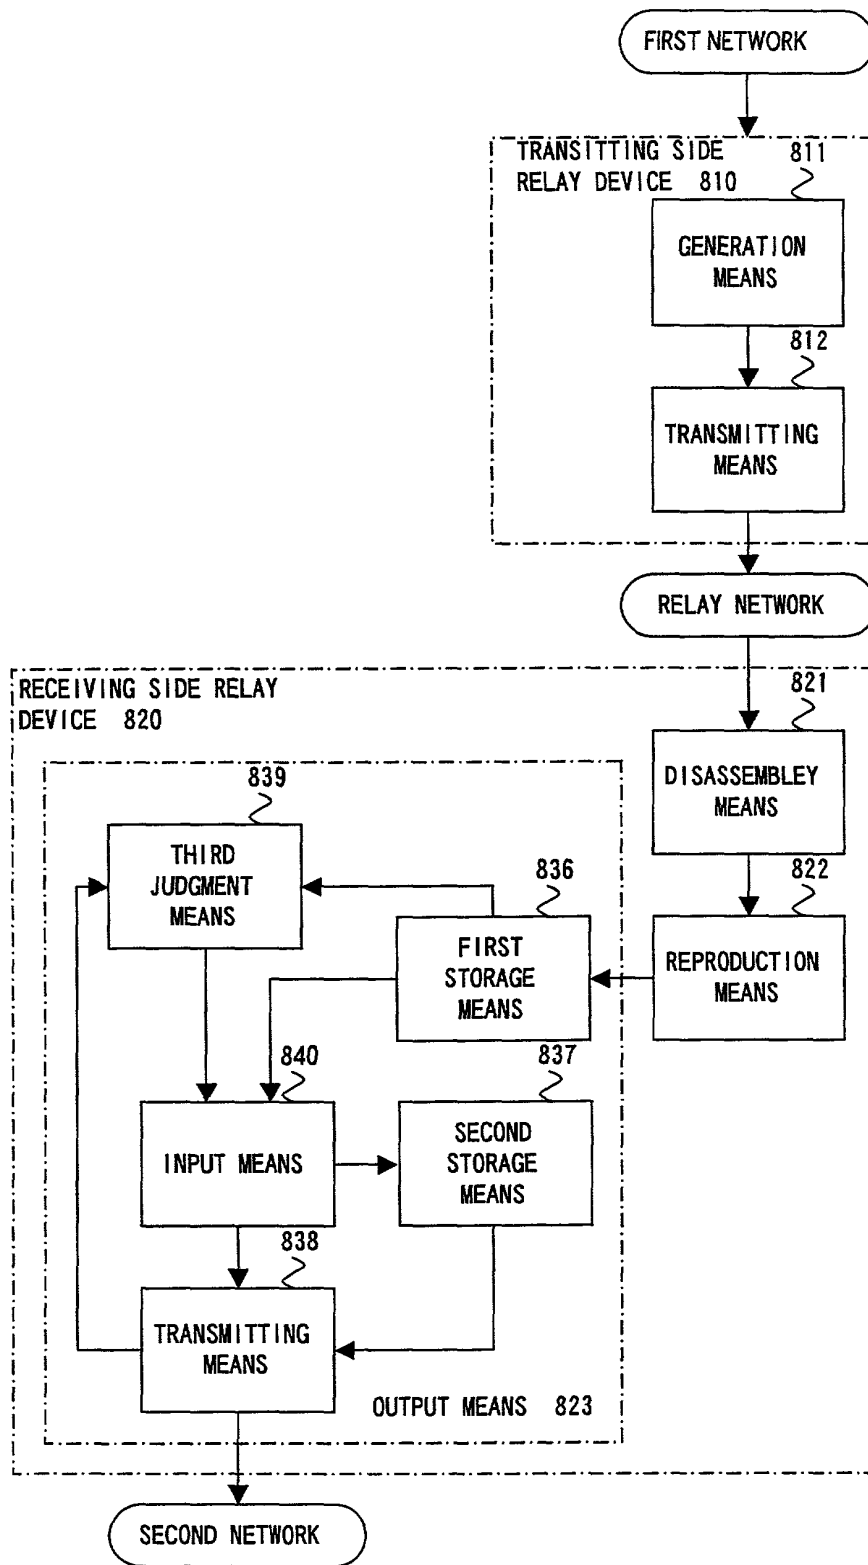 FIRST NETWORK
TRANSITTING SIDE
RELAY DEVICE 810
811
GENERATION
MEANS
812
TRANSMITTING
MEANS
RELAY NETWORK
RECEIVING SIDE RELAY
DEVICE 820
821
DISASSEMBLEY
MEANS
822
REPRODUCTION
MEANS
839
THIRD
JUDGMENT
MEANS
836
FIRST
STORAGE
MEANS
840
INPUT MEANS
837
SECOND
STORAGE
MEANS
838
TRANSMITTING
MEANS
OUTPUT MEANS 823
SECOND NETWORK